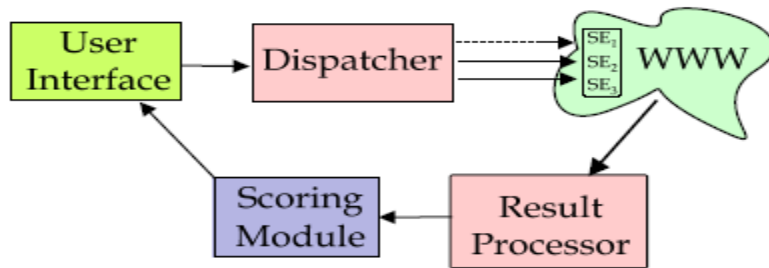 User
Interface
Dispatcher
SE₁
SE₂
SE₃
WWW
Scoring
Module
Result
Processor